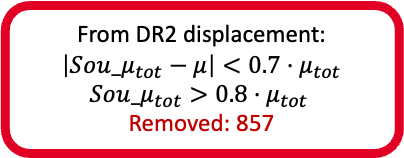 From DR2 displacement:
|Sou_μtot − μ| < 0.7 · μtot
Sou_μtot > 0.8 · μtot
Removed: 857